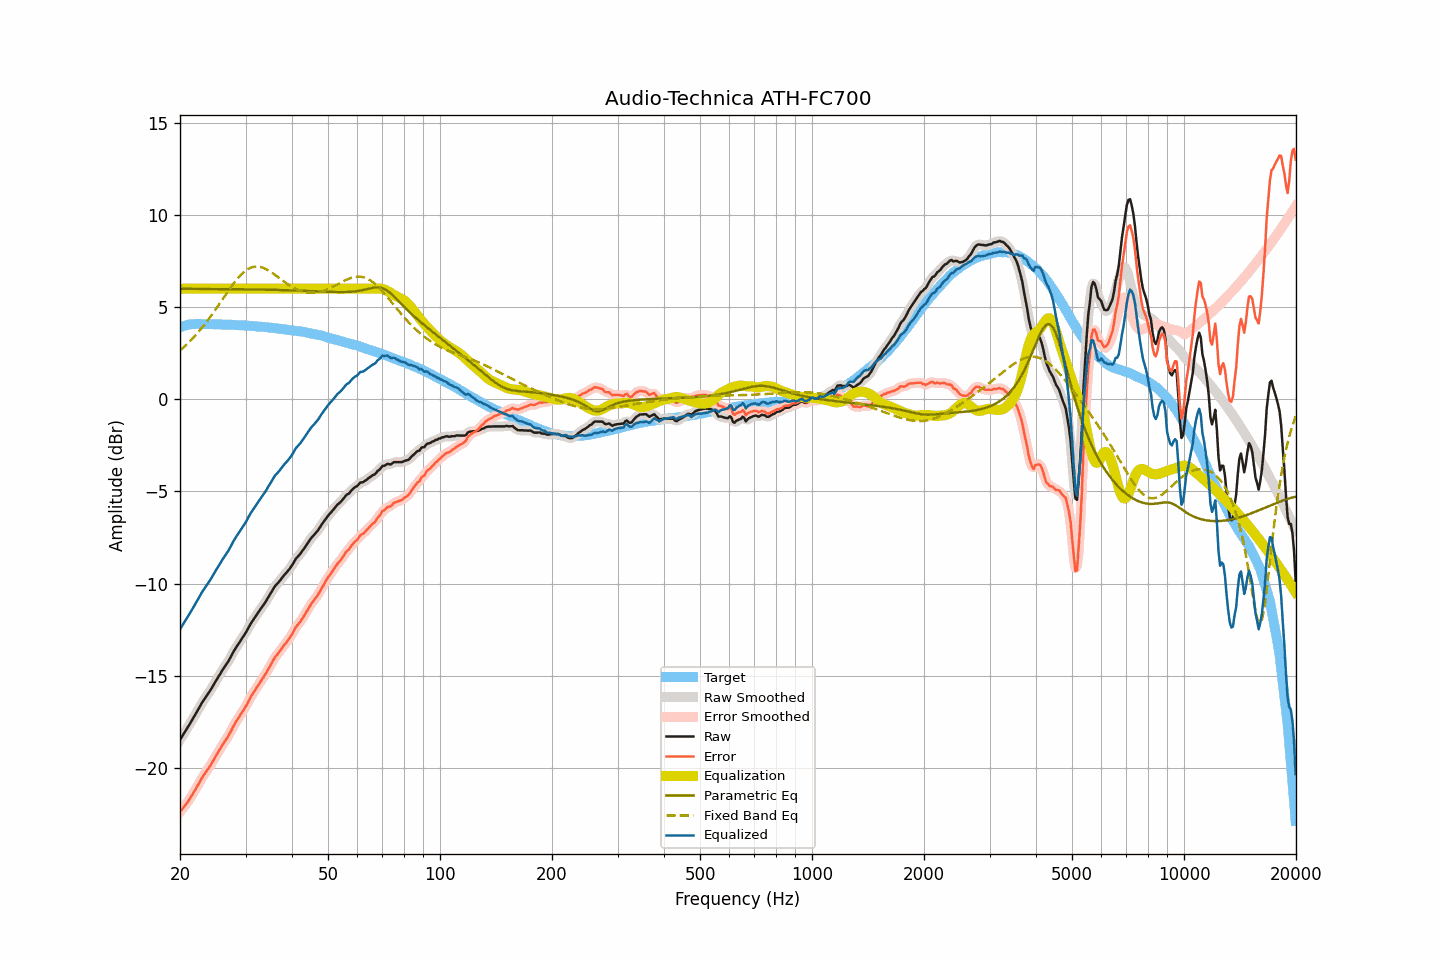 Audio-Technica ATH-FC700
15
10
5
0
−5
−10
−15
−20
Amplitude (dBr)
Target
Raw Smoothed
Error Smoothed
Raw
Error
Equalization
Parametric Eq
Fixed Band Eq
Equalized
20 50 100 200 500 1000 2000 5000 10000 20000
Frequency (Hz)